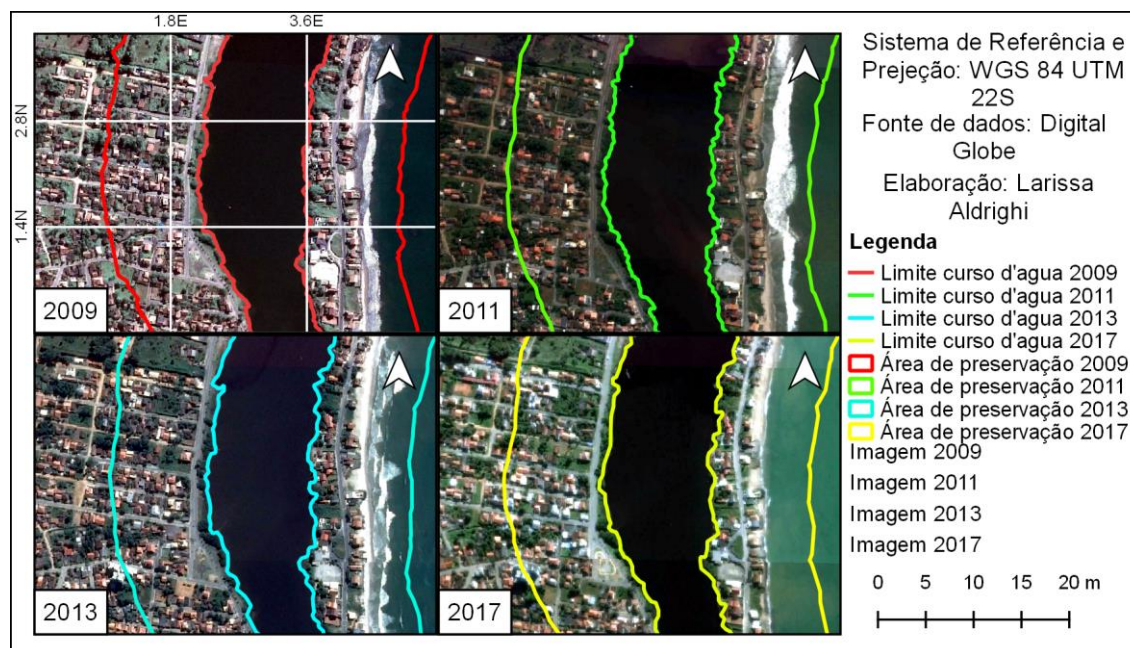 1.8E 3.6E
2.8N
1.4N
2009
2011
2013
2017
Sistema de Referência e
Prejeção: WGS 84 UTM
22S
Fonte de dados: Digital
Globe
Elaboração: Larissa
Aldrighi
Legenda
Limite curso d'agua 2009
Limite curso d'agua 2011
Limite curso d'agua 2013
Limite curso d'agua 2017
Área de preservação 2009
Área de preservação 2011
Área de preservação 2013
Área de preservação 2017
Imagem 2009
Imagem 2011
Imagem 2013
Imagem 2017
0 5 10 15 20 m